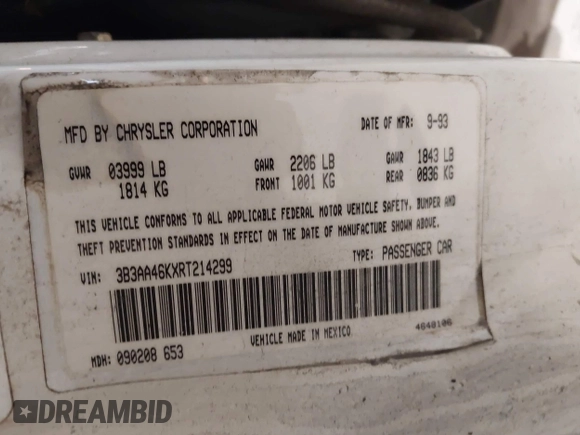 MFD BY CHRYSLER CORPORATION DATE OF MFR: 9-93
GVWR 03999 LB GAWR 2206 LB GAWR 1843 LB
1814 KG FRONT 1001 KG REAR 0836 KG
THIS VEHICLE CONFORMS TO ALL APPLICABLE FEDERAL MOTOR VEHICLE SAFETY, BUMPER AND
THEFT PREVENTION STANDARDS IN EFFECT ON THE DATE OF MANUFACTURE SHOWN ABOVE.
VIN: 3B3AA46KXRT214299 TYPE: PASSENGER CAR
VEHICLE MADE IN MEXICO 4648106
MDH: 090208 653
DREAMBID